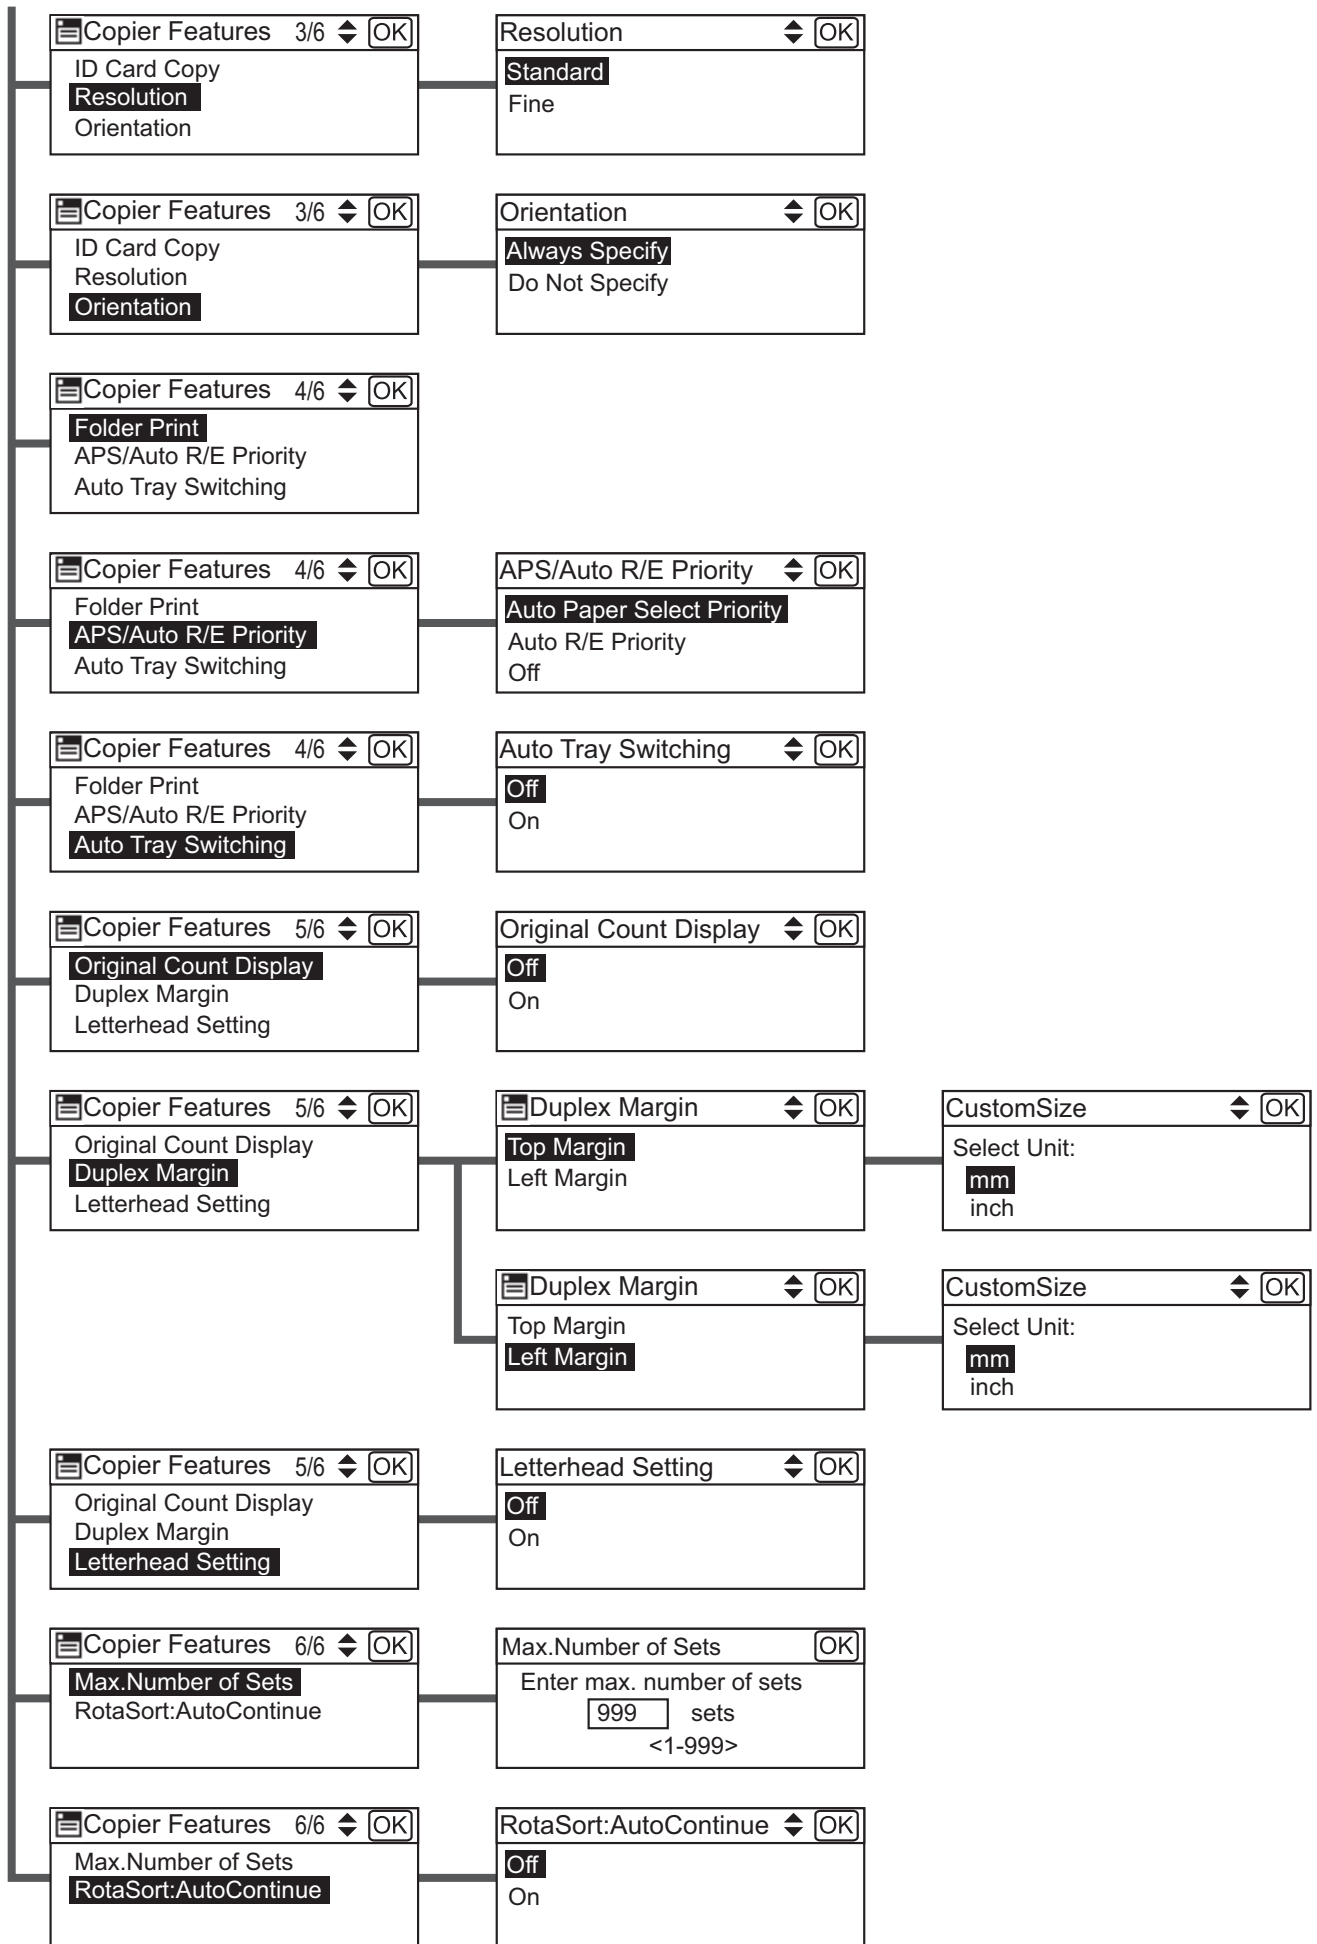 Copier Features 3/6 OK
ID Card Copy
Resolution
Orientation
Resolution OK
Standard
Fine
Copier Features 3/6 OK
ID Card Copy
Resolution
Orientation
Orientation OK
Always Specify
Do Not Specify
Copier Features 4/6 OK
Folder Print
APS/Auto R/E Priority
Auto Tray Switching
Copier Features 4/6 OK
Folder Print
APS/Auto R/E Priority
Auto Tray Switching
APS/Auto R/E Priority OK
Auto Paper Select Priority
Auto R/E Priority
Off
Copier Features 4/6 OK
Folder Print
APS/Auto R/E Priority
Auto Tray Switching
Auto Tray Switching OK
Off
On
Copier Features 5/6 OK
Original Count Display
Duplex Margin
Letterhead Setting
Original Count Display OK
Off
On
Copier Features 5/6 OK
Original Count Display
Duplex Margin
Letterhead Setting
Duplex Margin OK
Top Margin
Left Margin
CustomSize OK
Select Unit:
mm
inch
Duplex Margin OK
Top Margin
Left Margin
CustomSize OK
Select Unit:
mm
inch
Copier Features 5/6 OK
Original Count Display
Duplex Margin
Letterhead Setting
Letterhead Setting OK
Off
On
Copier Features 6/6 OK
Max.Number of Sets
RotaSort:AutoContinue
Max.Number of Sets OK
Enter max. number of sets
999 sets
<1-999>
Copier Features 6/6 OK
Max.Number of Sets
RotaSort:AutoContinue
RotaSort:AutoContinue OK
Off
On